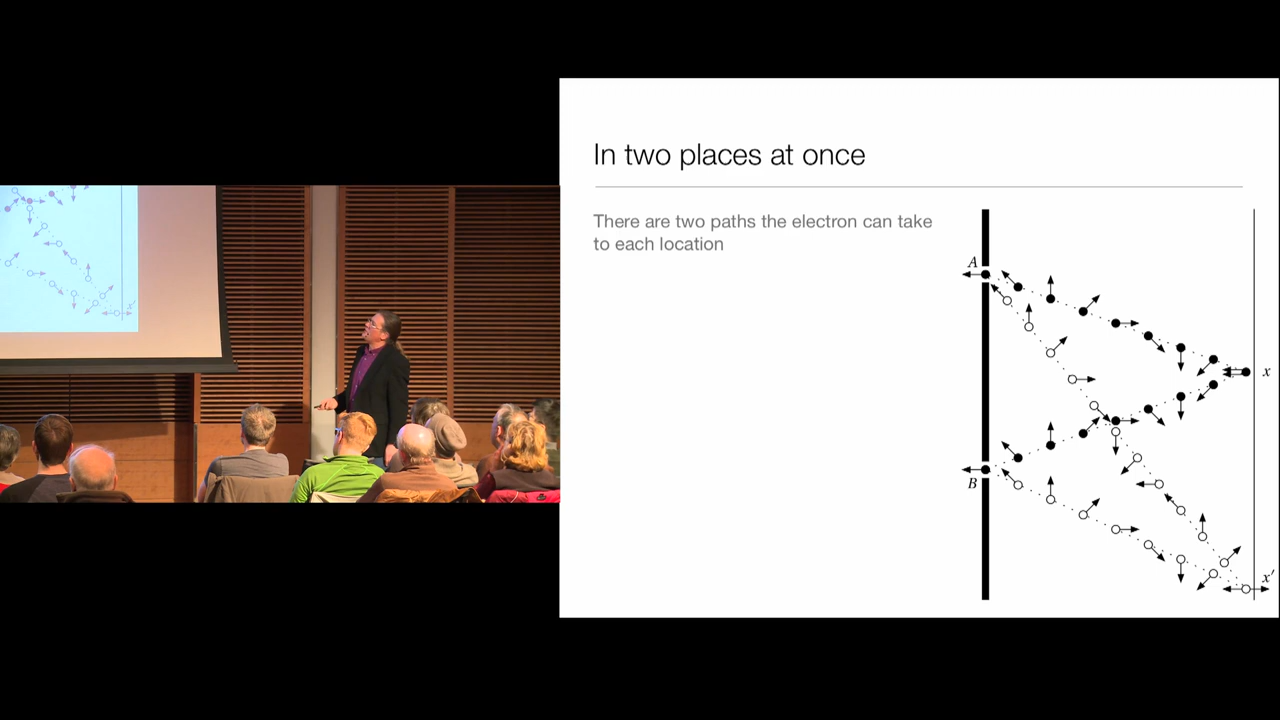 In two places at once
There are two paths the electron can take
to each location
A
x
B
x′
x′